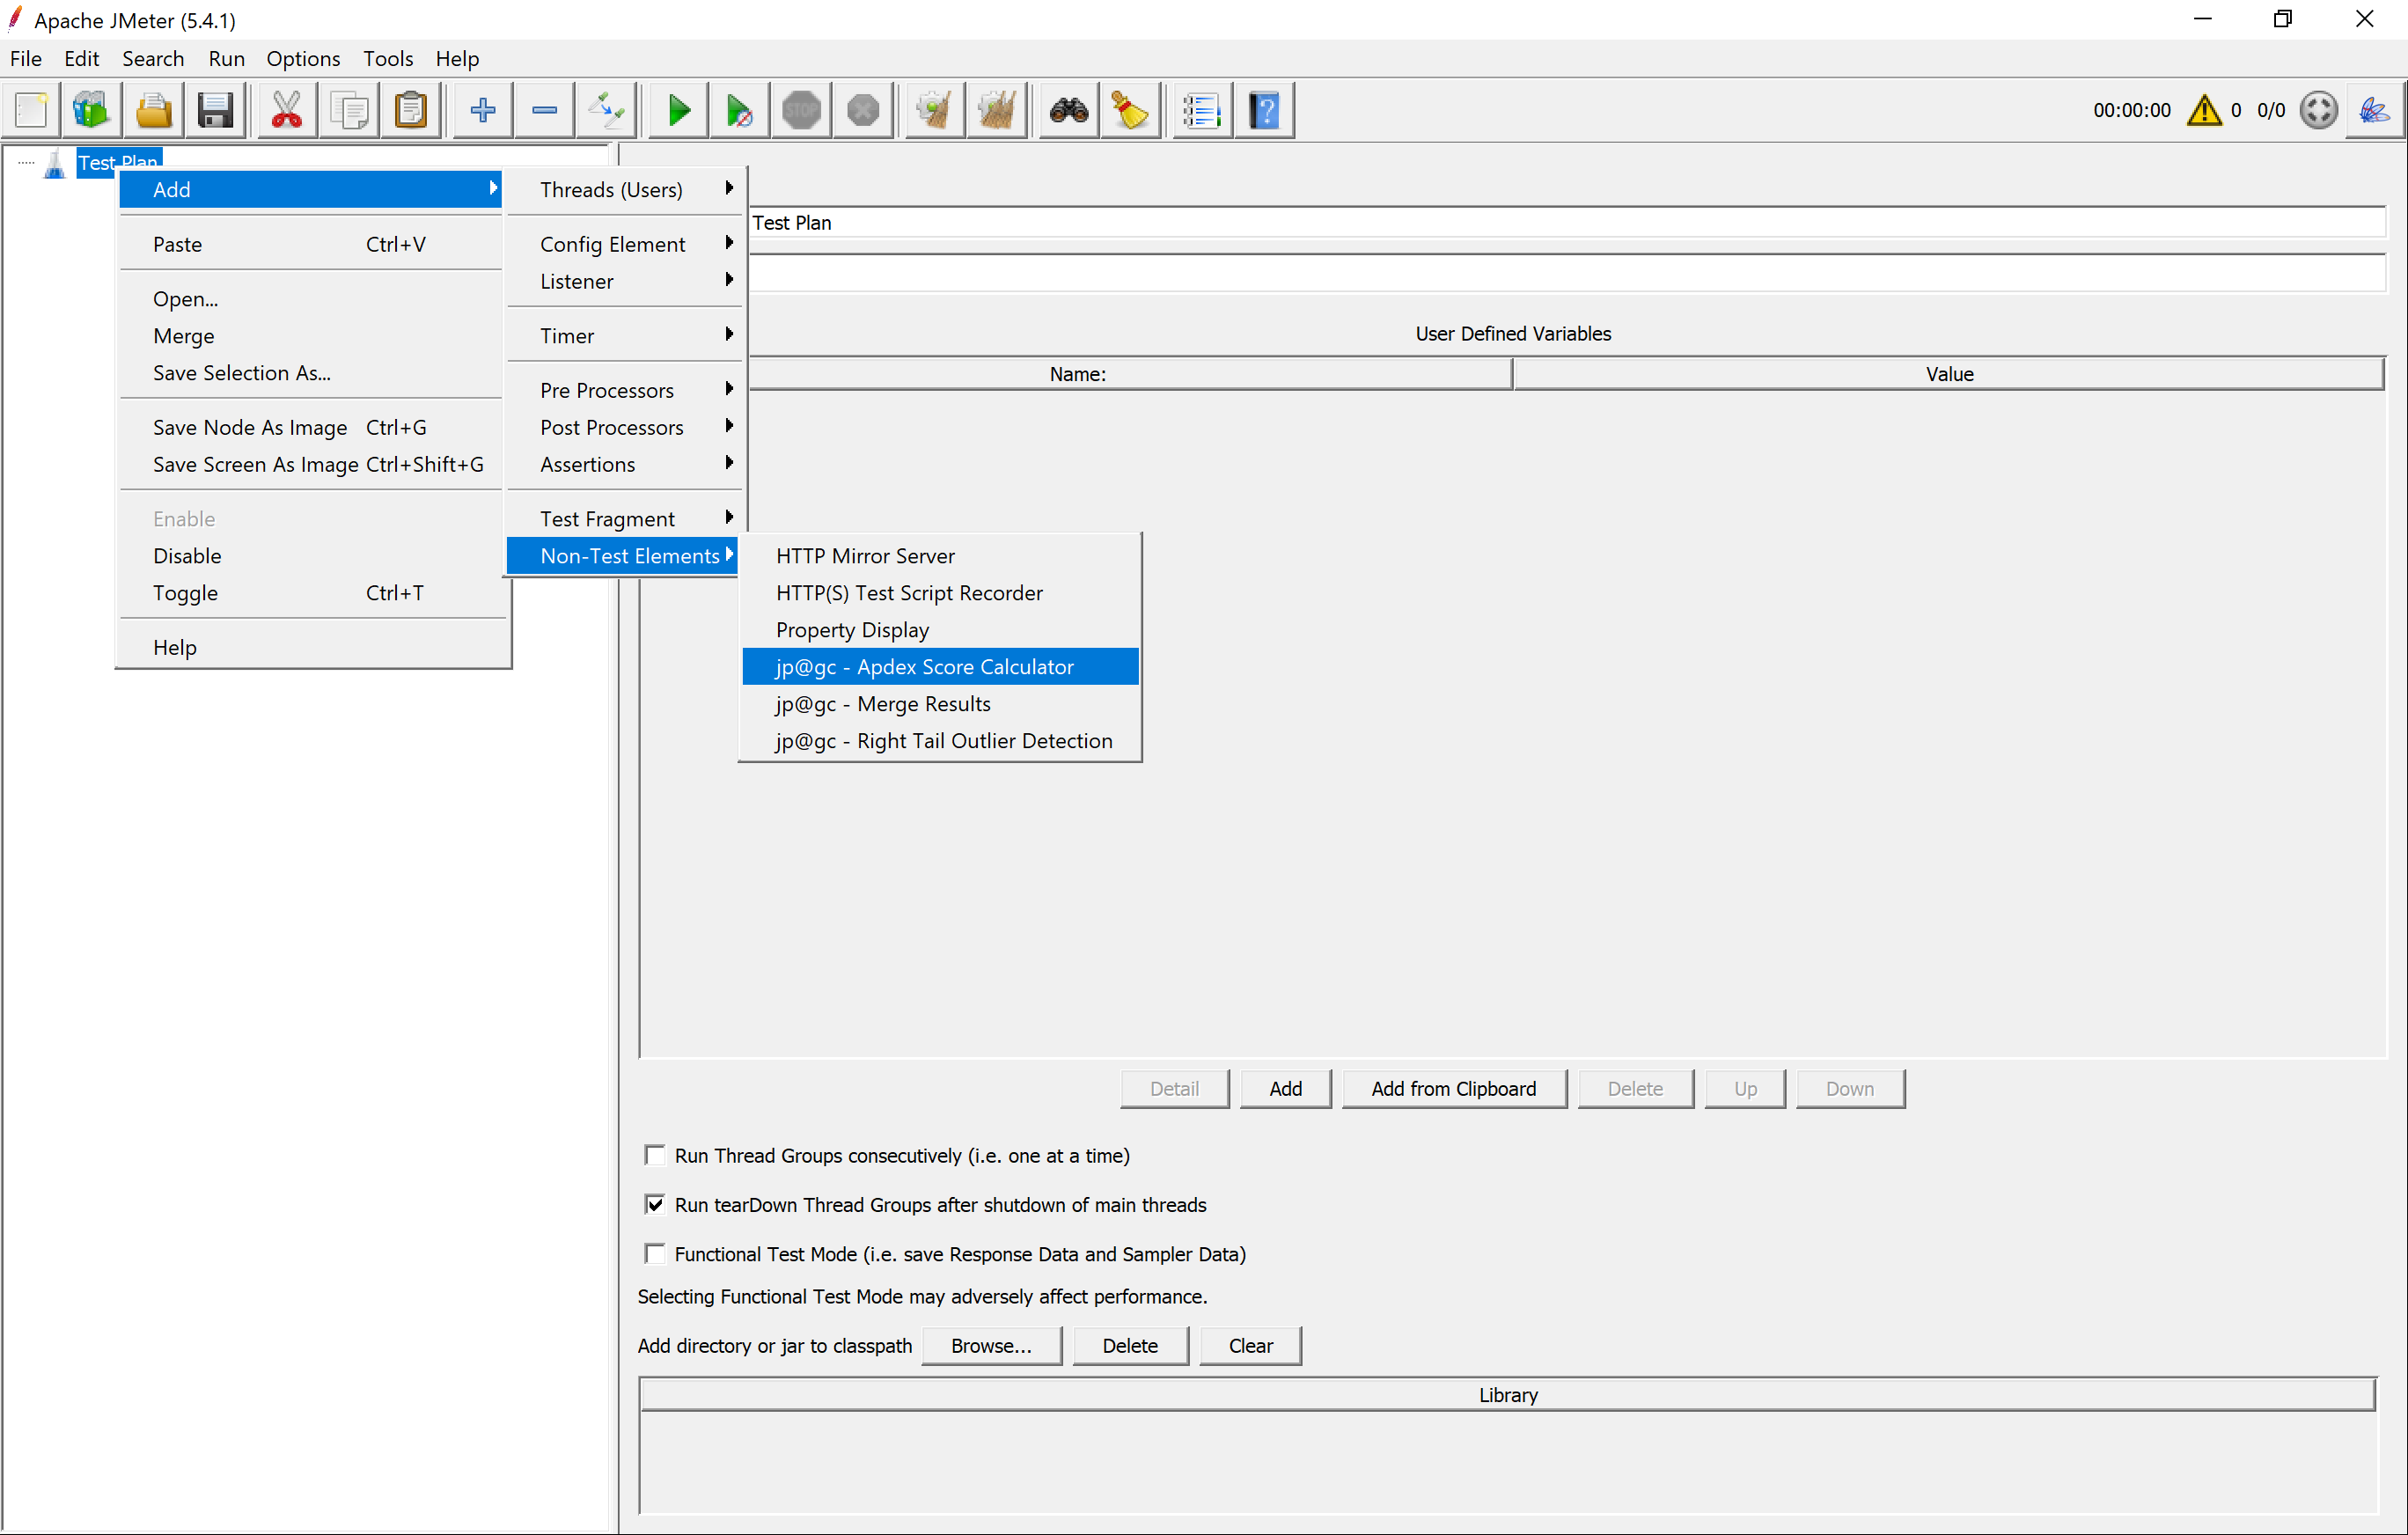 Apache JMeter (5.4.1)
File Edit Search Run Options Tools Help
STOP
?
00:00:00 0 0/0
Test Plan
Add
Paste Ctrl+V
Open...
Merge
Save Selection As...
Save Node As Image Ctrl+G
Save Screen As Image Ctrl+Shift+G
Enable
Disable
Toggle Ctrl+T
Help
Threads (Users)
Config Element
Listener
Timer
Pre Processors
Post Processors
Assertions
Test Fragment
Non-Test Elements
HTTP Mirror Server
HTTP(S) Test Script Recorder
Property Display
jp@gc - Apdex Score Calculator
jp@gc - Merge Results
jp@gc - Right Tail Outlier Detection
Test Plan
User Defined Variables
Name: Value
Detail Add Add from Clipboard Delete Up Down
Run Thread Groups consecutively (i.e. one at a time)
Run tearDown Thread Groups after shutdown of main threads
Functional Test Mode (i.e. save Response Data and Sampler Data)
Selecting Functional Test Mode may adversely affect performance.
Add directory or jar to classpath Browse... Delete Clear
Library